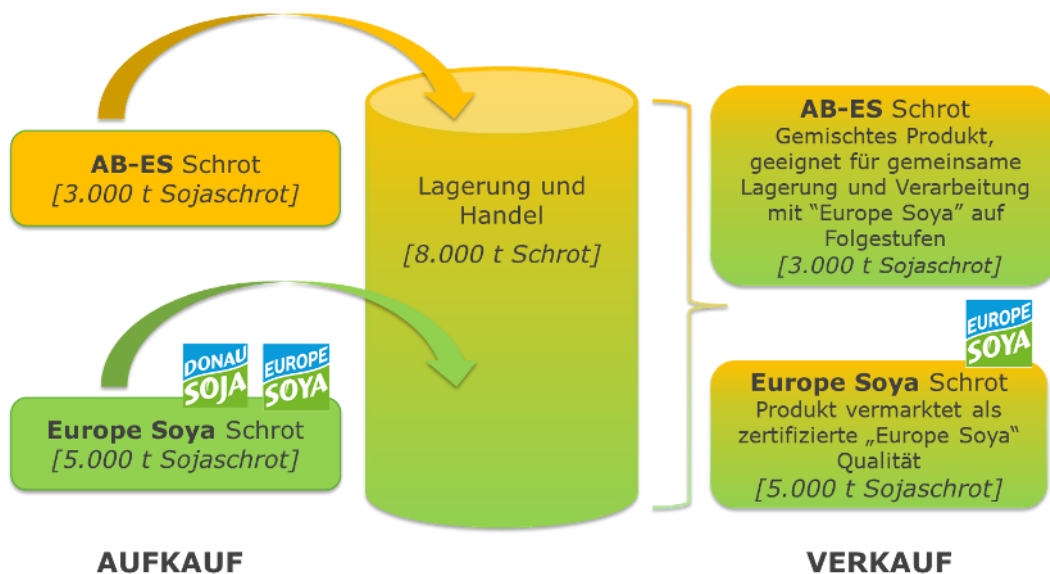 AB-ES Schrot
[3.000 t Sojaschrot]
DONAU
SOJA
EUROPE
SOYA
Europe Soya Schrot
[5.000 t Sojaschrot]
AUFKAUF
Lagerung und
Handel
[8.000 t Schrot]
AB-ES Schrot
Gemischtes Produkt,
geeignet für gemeinsame
Lagerung und Verarbeitung
mit “Europe Soya” auf
Folgestufen
[3.000 t Sojaschrot]
EUROPE
SOYA
Europe Soya Schrot
Produkt vermarktet als
zertifizierte „Europe Soya“
Qualität
[5.000 t Sojaschrot]
VERKAUF